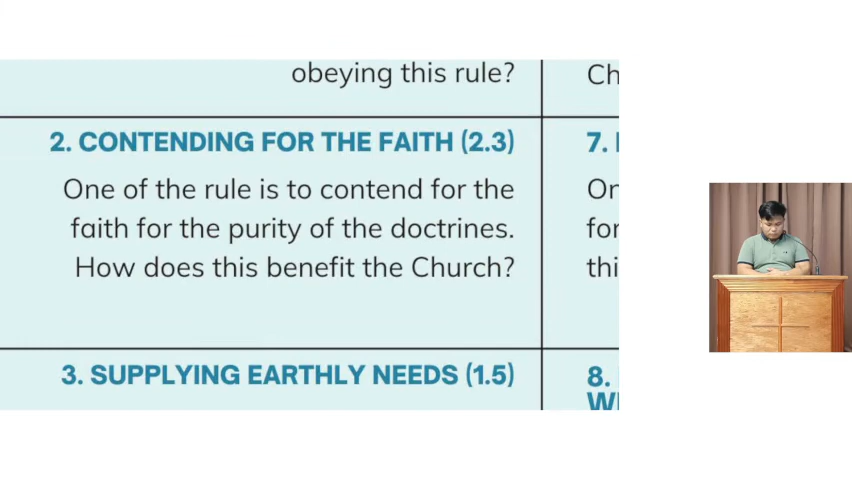 obeying this rule?
2. CONTENDING FOR THE FAITH (2.3)
One of the rule is to contend for the
faith for the purity of the doctrines.
How does this benefit the Church?
3. SUPPLYING EARTHLY NEEDS (1.5)
Ch
7.
On
for
thi
8.